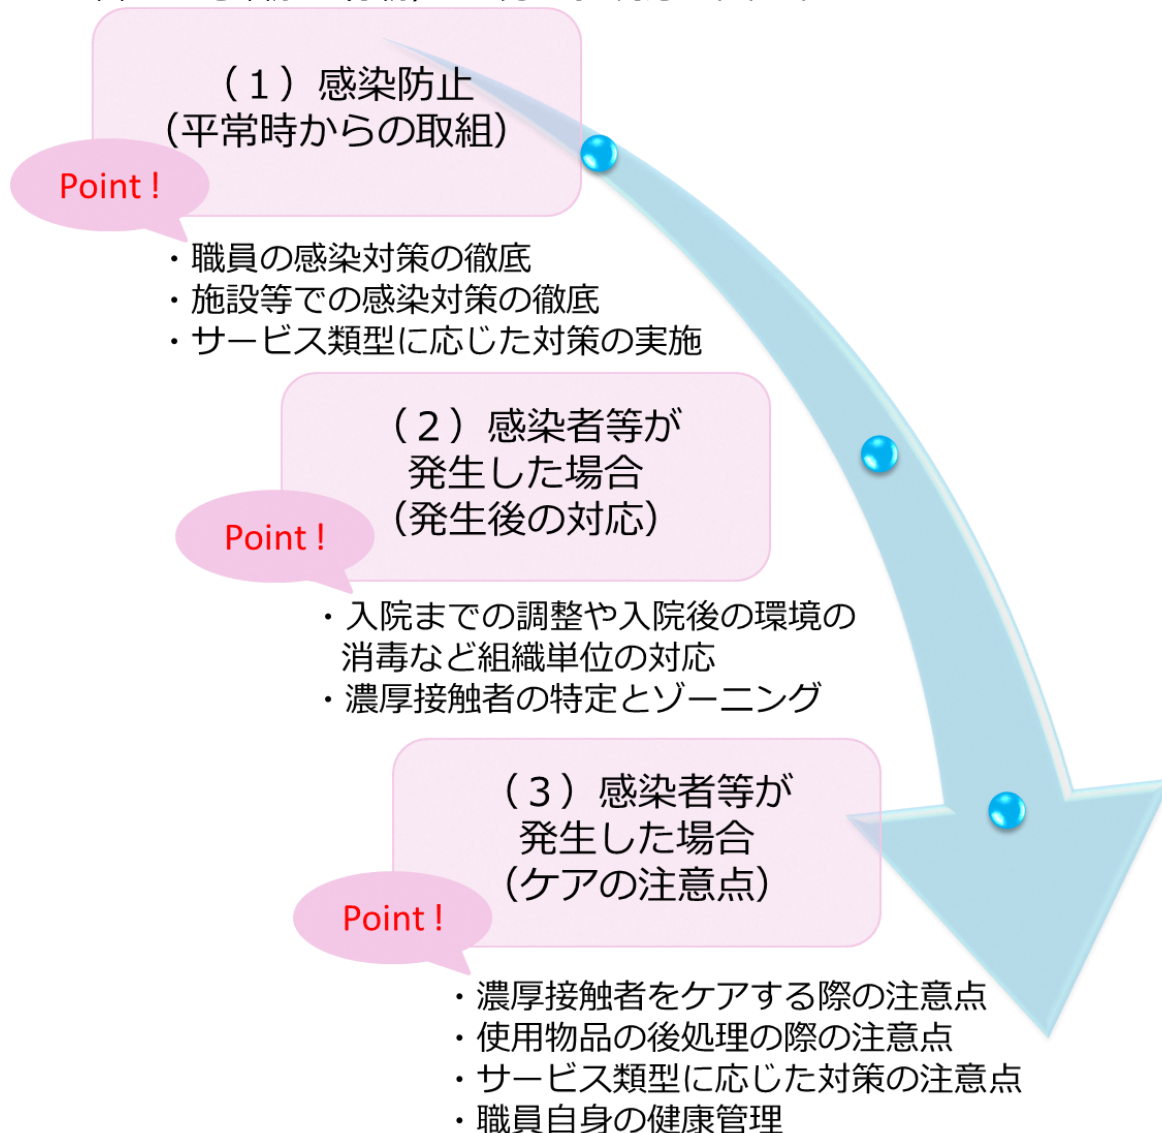 （１）感染防止
（平常時からの取組）
Point !
・職員の感染対策の徹底
・施設等での感染対策の徹底
・サービス類型に応じた対策の実施
（２）感染者等が
発生した場合
（発生後の対応）
Point !
・入院までの調整や入院後の環境の
消毒など組織単位の対応
・濃厚接触者の特定とゾーニング
（３）感染者等が
発生した場合
（ケアの注意点）
Point !
・濃厚接触者をケアする際の注意点
・使用物品の後処理の際の注意点
・サービス類型に応じた対策の注意点
・職員自身の健康管理